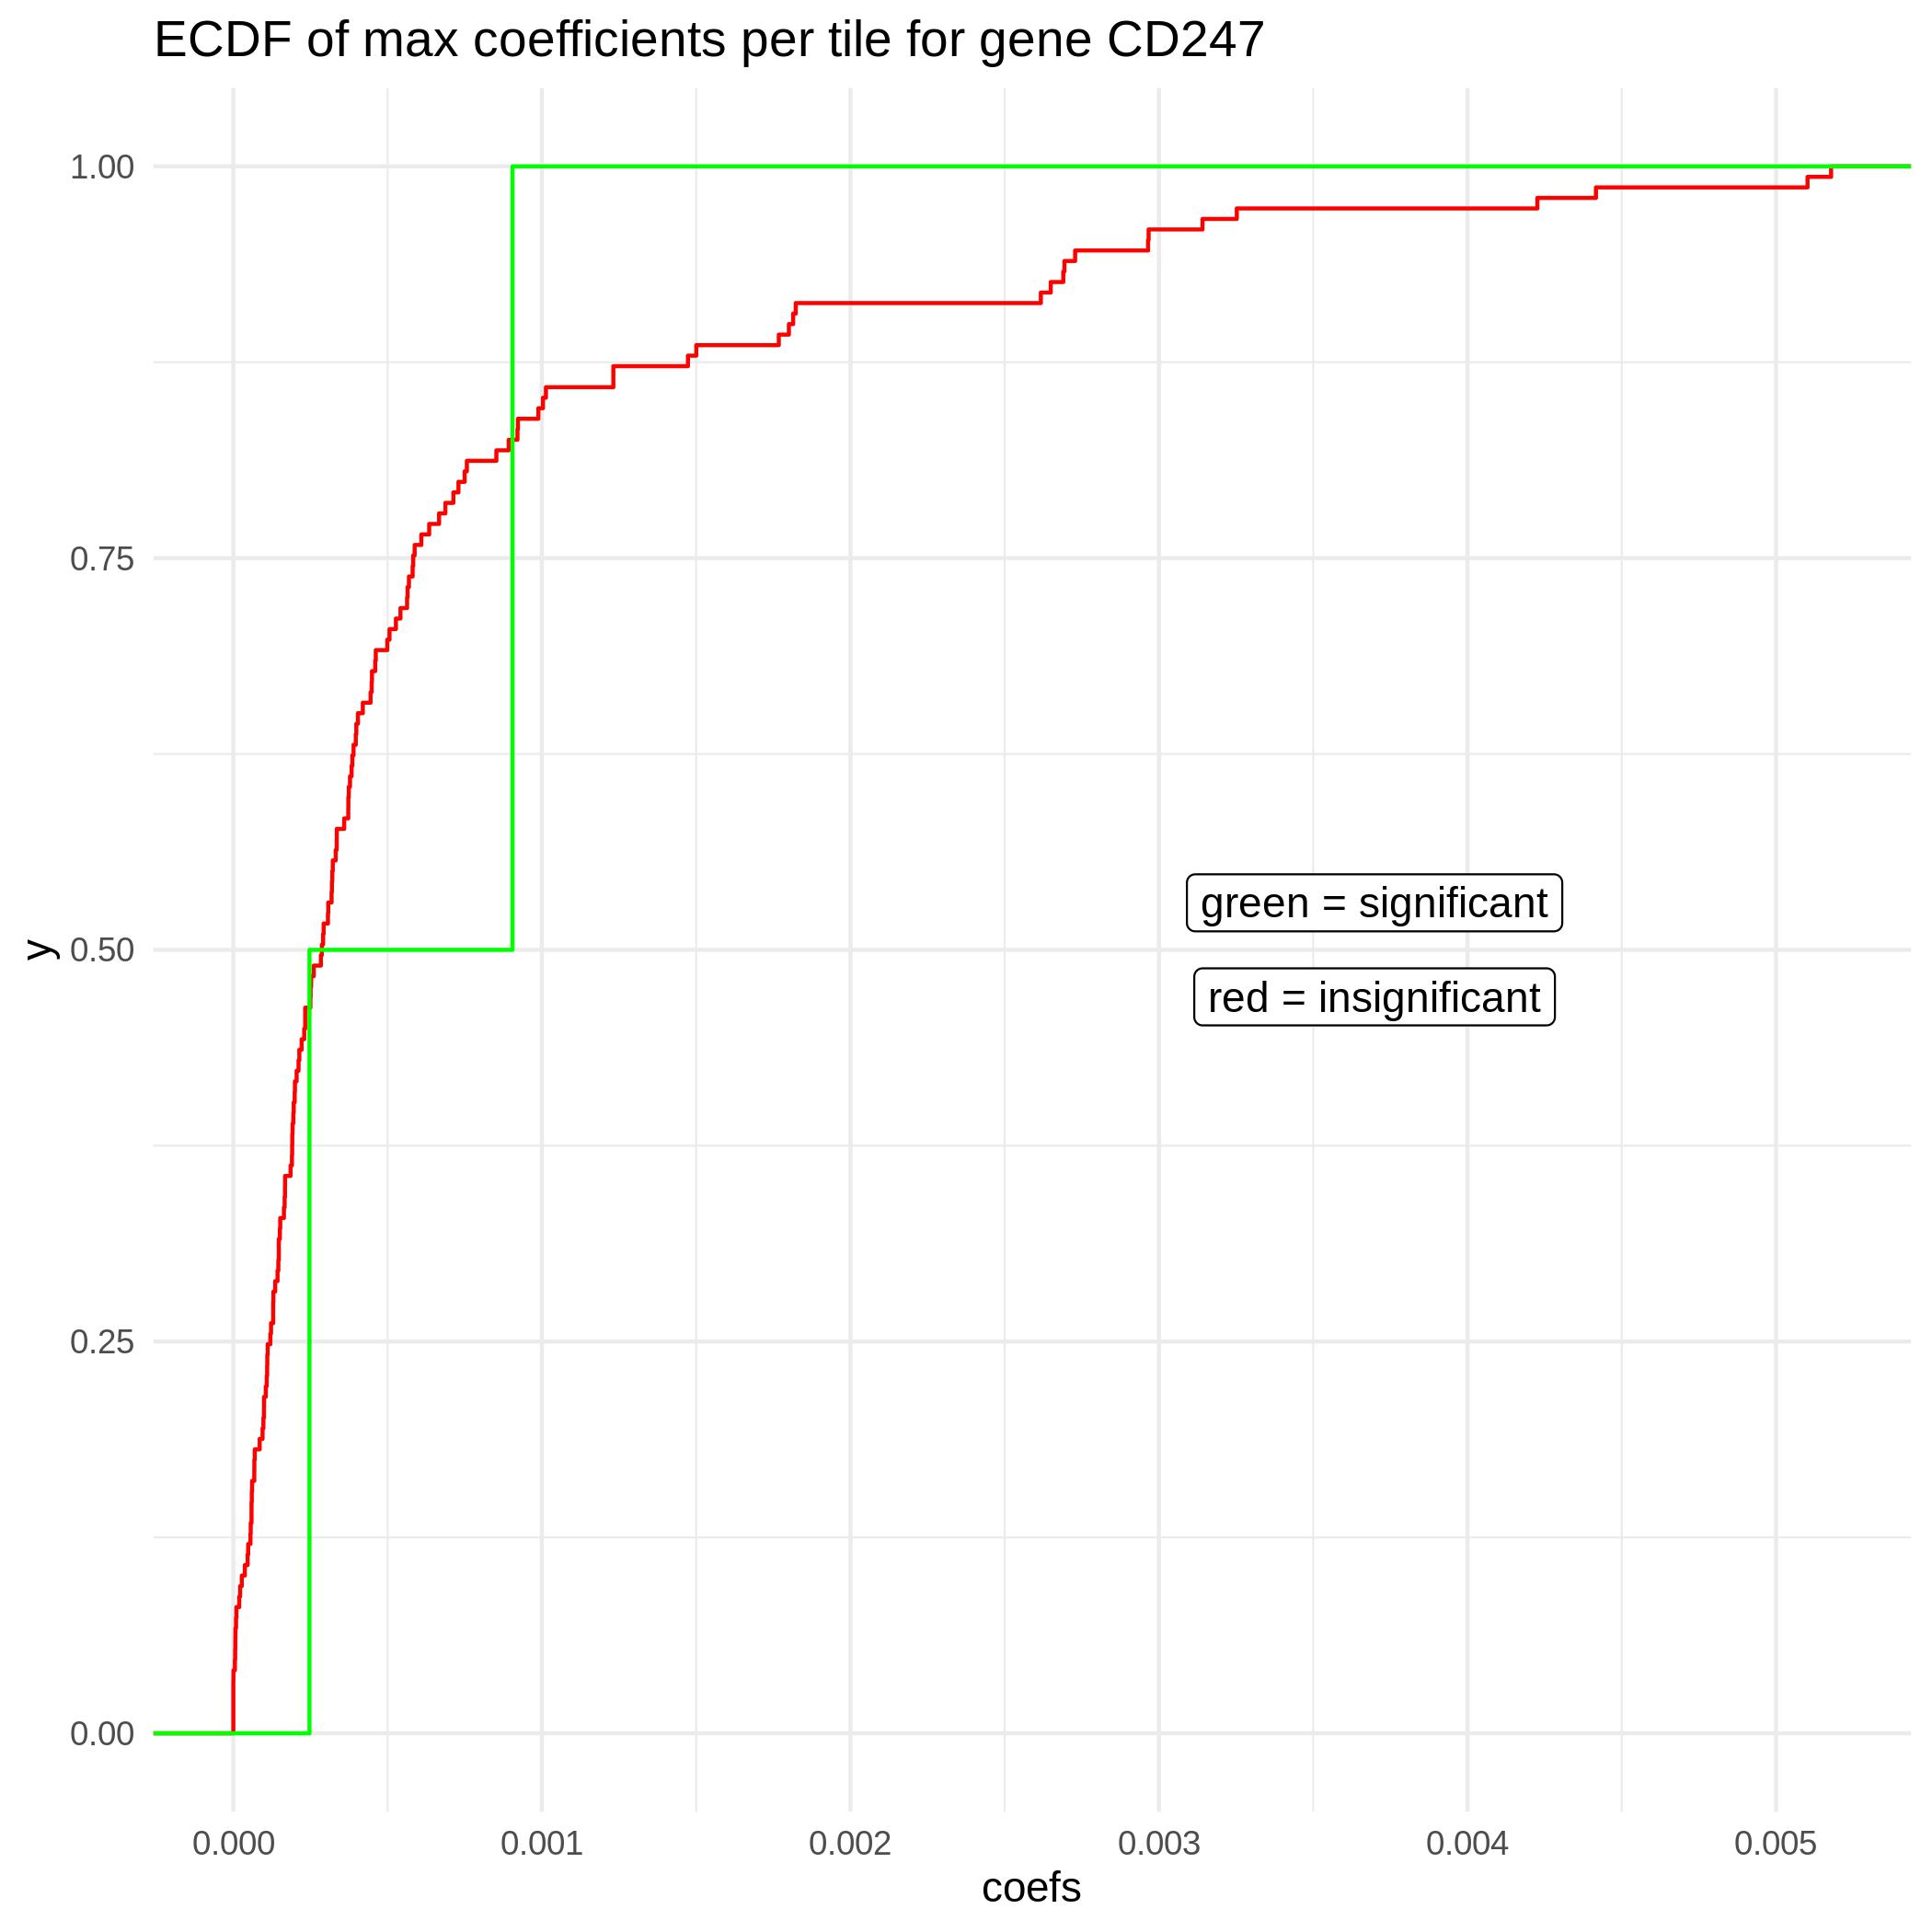 ECDF of max coefficients per tile for gene CD247
1.00
0.75
0.50
0.25
0.00
y
green = significant
red = insignificant
0.000 0.001 0.002 0.003 0.004 0.005
coefs